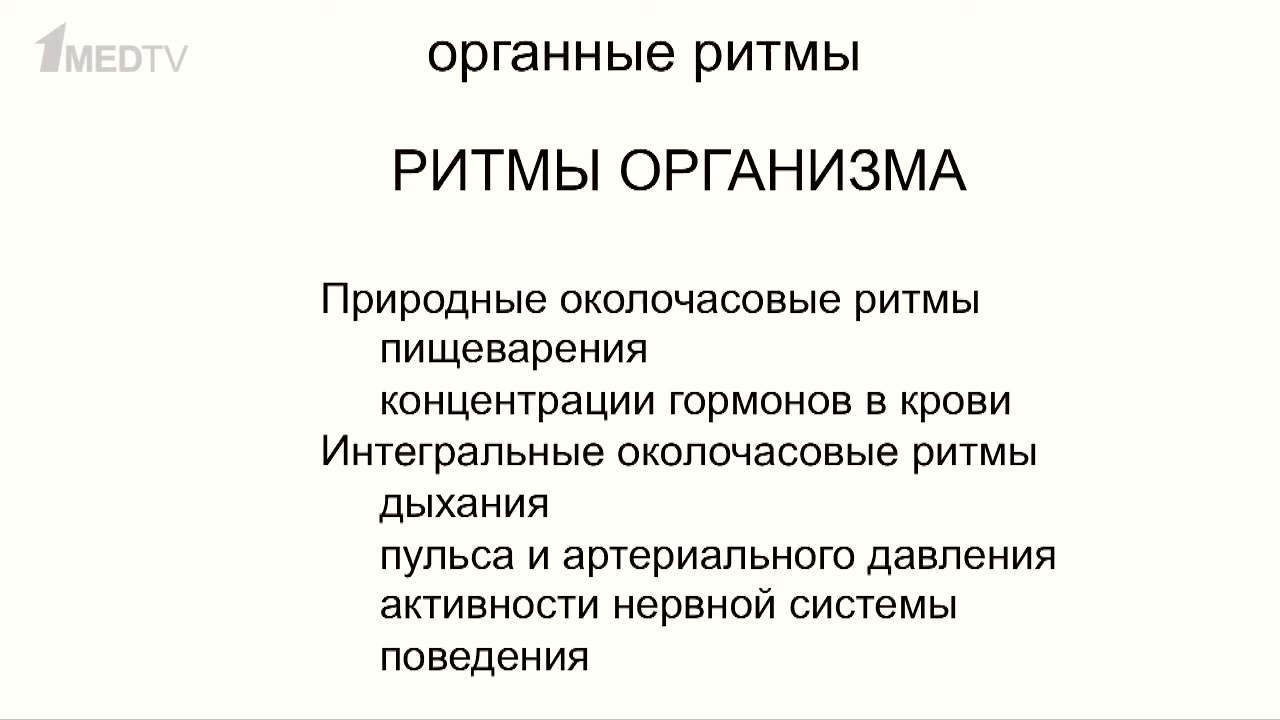 1MEDTV
органные ритмы
РИТМЫ ОРГАНИЗМА
Природные околочасовые ритмы
пищеварения
концентрации гормонов в крови
Интегральные околочасовые ритмы
дыхания
пульса и артериального давления
активности нервной системы
поведения